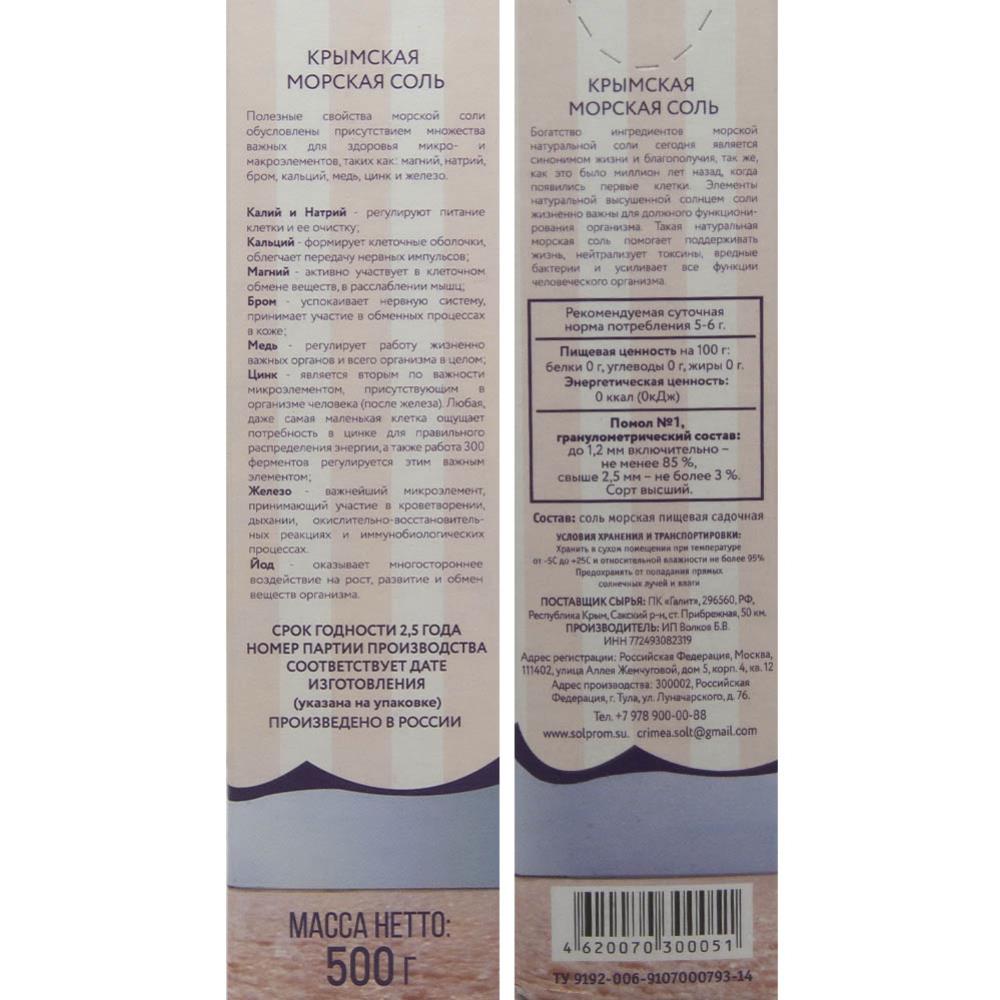 КРЫМСКАЯ
МОРСКАЯ СОЛЬ
Полезные свойства морской соли
обусловлены присутствием множества
важных для здоровья микро- и
макроэлементов, таких как: магний, натрий,
бром, кальций, медь, цинк и железо.
Калий и Натрий - регулируют питание
клетки и ее очистку;
Кальций - формирует клеточные оболочки,
облегчает передачу нервных импульсов;
Магний - активно участвует в клеточном
обмене веществ, в расслаблении мышц;
Бром - успокаивает нервную систему,
принимает участие в обменных процессах
в коже;
Медь - регулирует работу жизненно
важных органов и всего организма в целом;
Цинк - является вторым по важности
микроэлементом, присутствующим в
организме человека (после железа). Любая,
даже самая маленькая клетка ощущает
потребность в цинке для правильного
распределения энергии, а также работа 300
ферментов регулируется этим важным
элементом;
Железо - важнейший микроэлемент,
принимающий участие в кроветворении,
дыхании, окислительно-восстановитель-
ных реакциях и иммунобиологических
процессах.
Йод - оказывает многостороннее
воздействие на рост, развитие и обмен
веществ организма.
СРОК ГОДНОСТИ 2,5 ГОДА
НОМЕР ПАРТИИ ПРОИЗВОДСТВА
СООТВЕТСТВУЕТ ДАТЕ
ИЗГОТОВЛЕНИЯ
(указана на упаковке)
ПРОИЗВЕДЕНО В РОССИИ
МАССА НЕТТО:
500 г
КРЫМСКАЯ
МОРСКАЯ СОЛЬ
Богатство ингредиентов морской
натуральной соли сегодня является
синонимом жизни и благополучия, так же,
как это было миллион лет назад, когда
появились первые клетки. Элементы
натуральной высушенной солнцем соли
жизненно важны для должного функциони-
рования организма. Такая натуральная
морская соль помогает поддерживать
жизнь, нейтрализует токсины, вредные
бактерии и усиливает все функции
человеческого организма.
Рекомендуемая суточная
норма потребления 5-6 г.
Пищевая ценность на 100 г:
белки 0 г, углеводы 0 г, жиры 0 г.
Энергетическая ценность:
0 ккал (0кДж)
Помол №1,
гранулометрический состав:
до 1,2 мм включительно –
не менее 85 %,
свыше 2,5 мм – не более 3 %.
Сорт высший.
Состав: соль морская пищевая садочная
УСЛОВИЯ ХРАНЕНИЯ И ТРАНСПОРТИРОВКИ:
Хранить в сухом помещении при температуре
от -5С до +25С и относительной влажности не более 95%
Предохранять от попадания прямых
солнечных лучей и влаги
ПОСТАВЩИК СЫРЬЯ: ПК «Галит», 296560, РФ,
Республика Крым, Сакский р-н, ст. Прибрежная, 50 км.
ПРОИЗВОДИТЕЛЬ: ИП Волков Б.В.
ИНН 772493082319
Адрес регистрации: Российская Федерация, Москва,
111402, улица Аллея Жемчуговой, дом 5, корп. 4, кв. 12
Адрес производства: 300002, Российская
Федерация, г. Тула, ул. Луначарского, д. 76.
Тел. +7 978 900-00-88
www.solprom.su. crimea.solt@gmail.com
4 620070 300051
ТУ 9192-006-9107000793-14